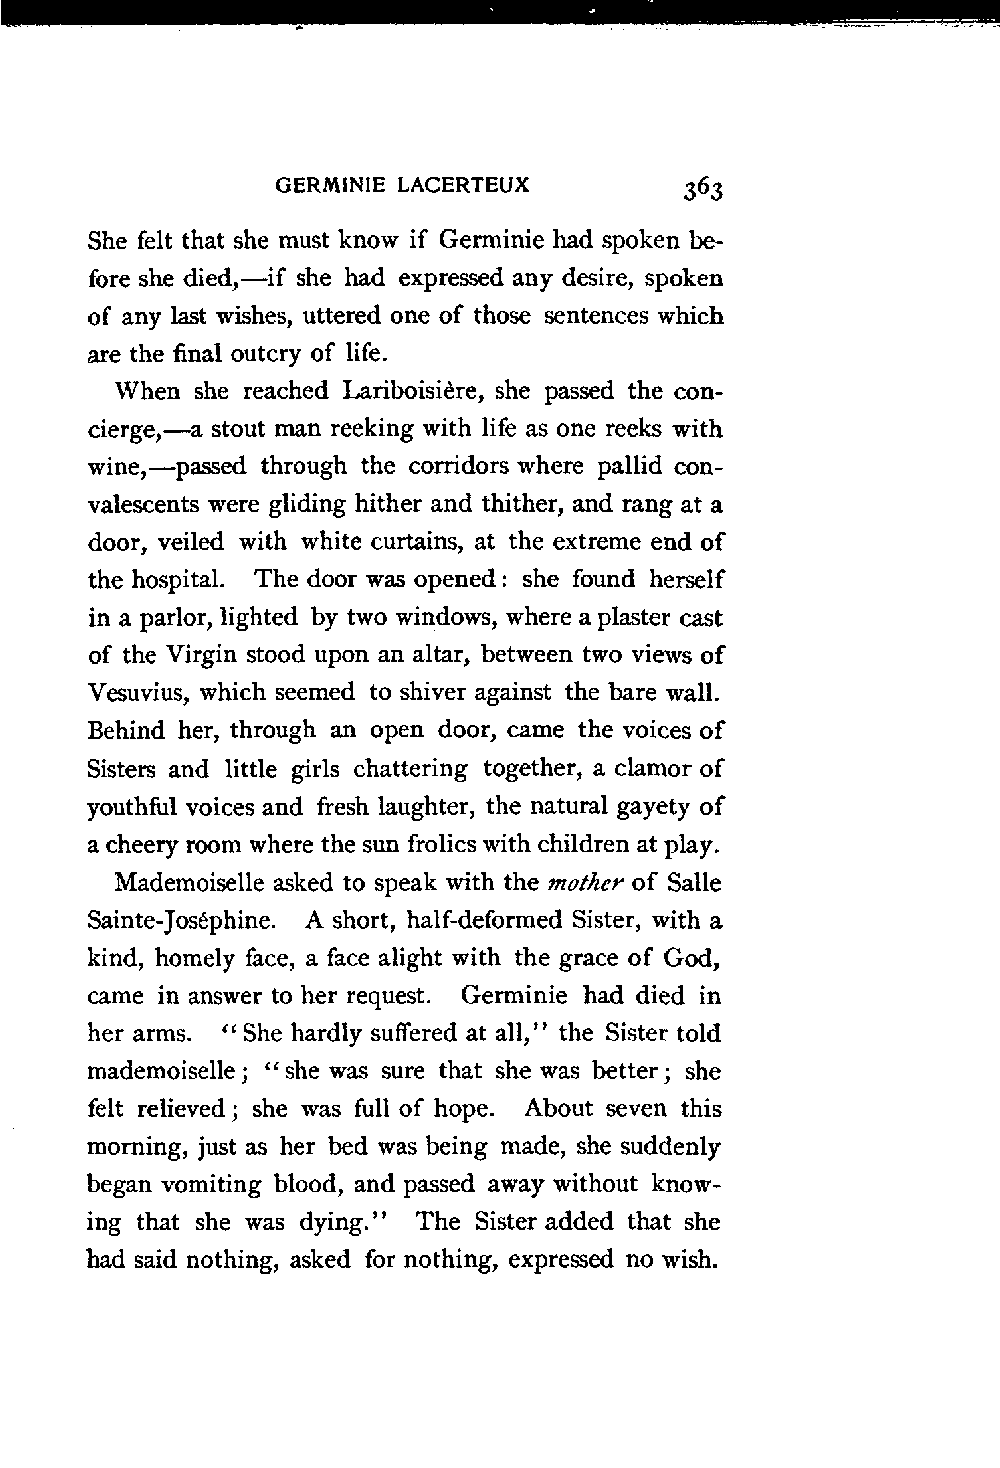 GERMINIE LACERTEUX 363
She felt that she must know if Germinie had spoken be-
fore she died,—if she had expressed any desire, spoken
of any last wishes, uttered one of those sentences which
are the final outcry of life.
When she reached Lariboisière, she passed the con-
cierge,—a stout man reeking with life as one reeks with
wine,—passed through the corridors where pallid con-
valescents were gliding hither and thither, and rang at a
door, veiled with white curtains, at the extreme end of
the hospital. The door was opened: she found herself
in a parlor, lighted by two windows, where a plaster cast
of the Virgin stood upon an altar, between two views of
Vesuvius, which seemed to shiver against the bare wall.
Behind her, through an open door, came the voices of
Sisters and little girls chattering together, a clamor of
youthful voices and fresh laughter, the natural gayety of
a cheery room where the sun frolics with children at play.
Mademoiselle asked to speak with the mother of Salle
Sainte-Joséphine. A short, half-deformed Sister, with a
kind, homely face, a face alight with the grace of God,
came in answer to her request. Germinie had died in
her arms. "She hardly suffered at all," the Sister told
mademoiselle; "she was sure that she was better; she
felt relieved; she was full of hope. About seven this
morning, just as her bed was being made, she suddenly
began vomiting blood, and passed away without know-
ing that she was dying." The Sister added that she
had said nothing, asked for nothing, expressed no wish.